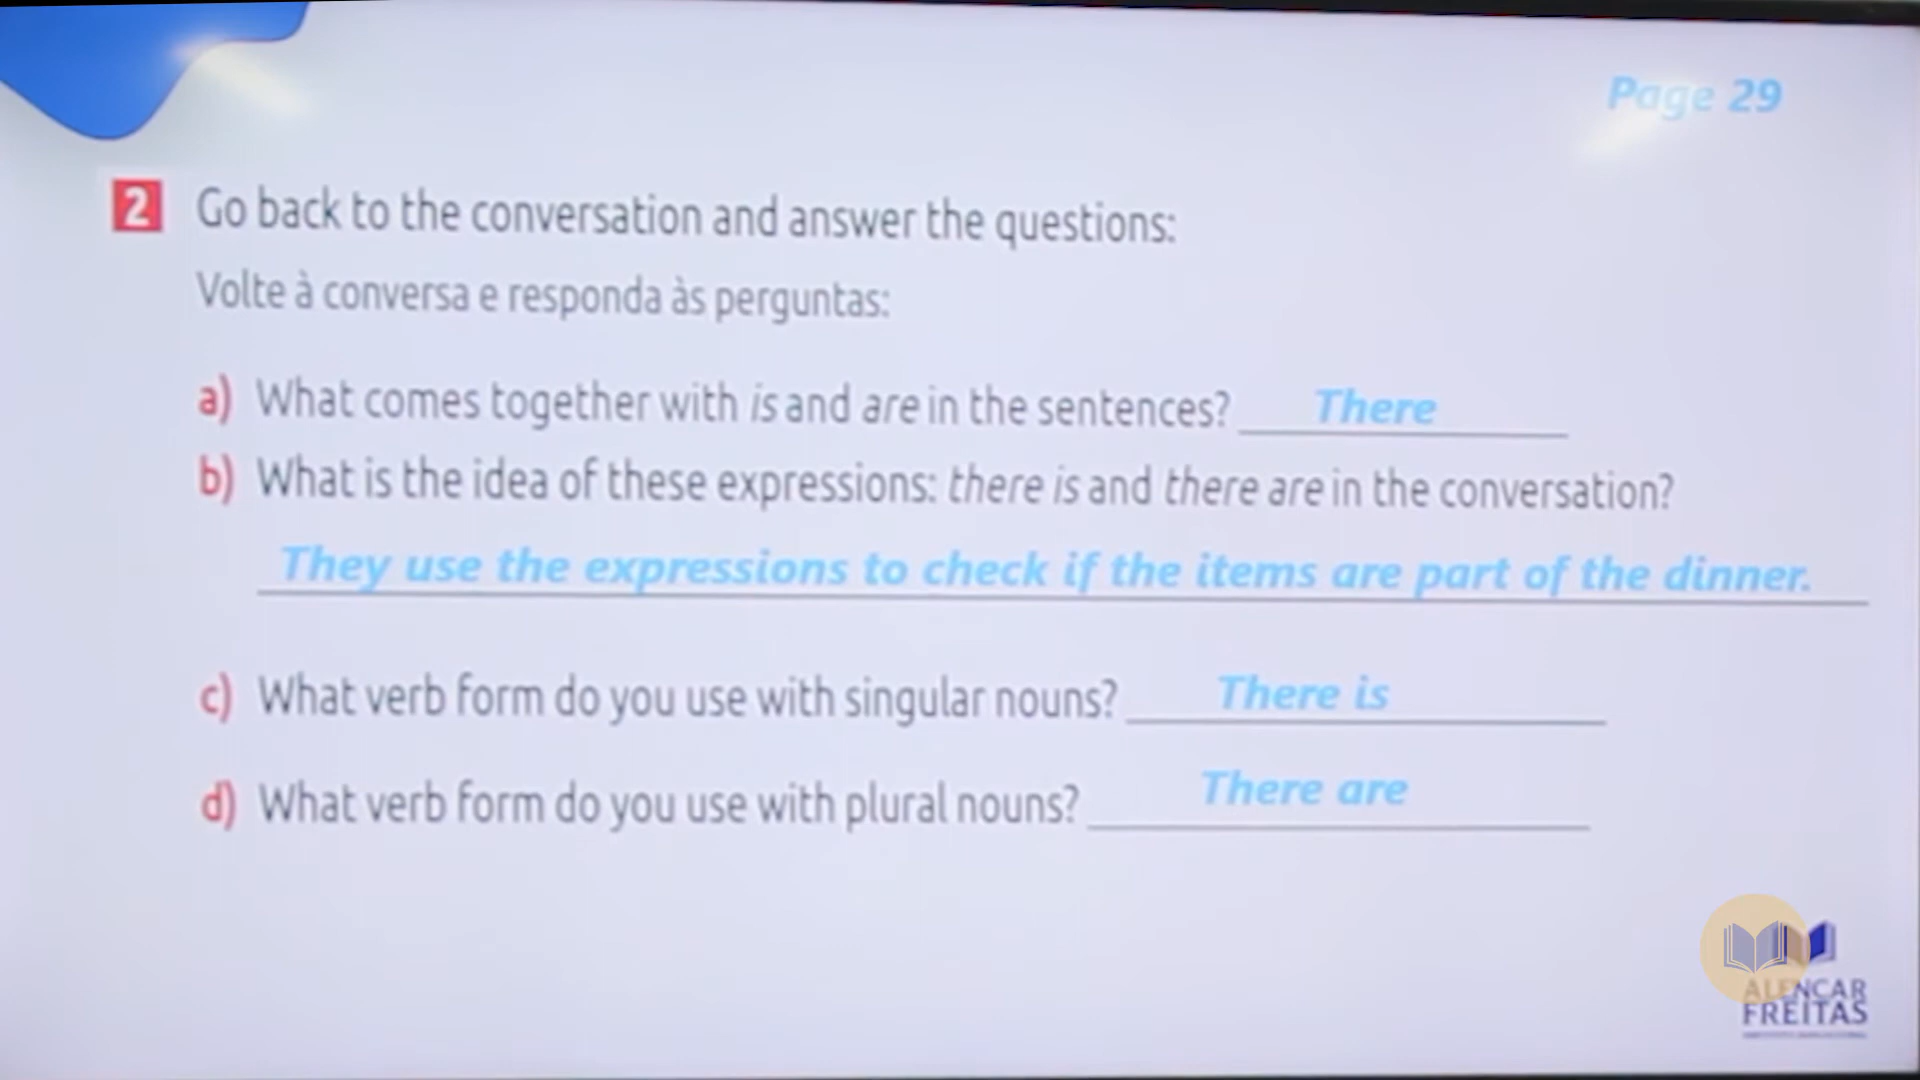 Page 29
2 Go back to the conversation and answer the questions:
Volte à conversa e responda às perguntas:
a) What comes together with is and are in the sentences? There
b) What is the idea of these expressions: there is and there are in the conversation?
They use the expressions to check if the items are part of the dinner.
c) What verb form do you use with singular nouns? There is
d) What verb form do you use with plural nouns? There are
ALENCAR
FREITAS